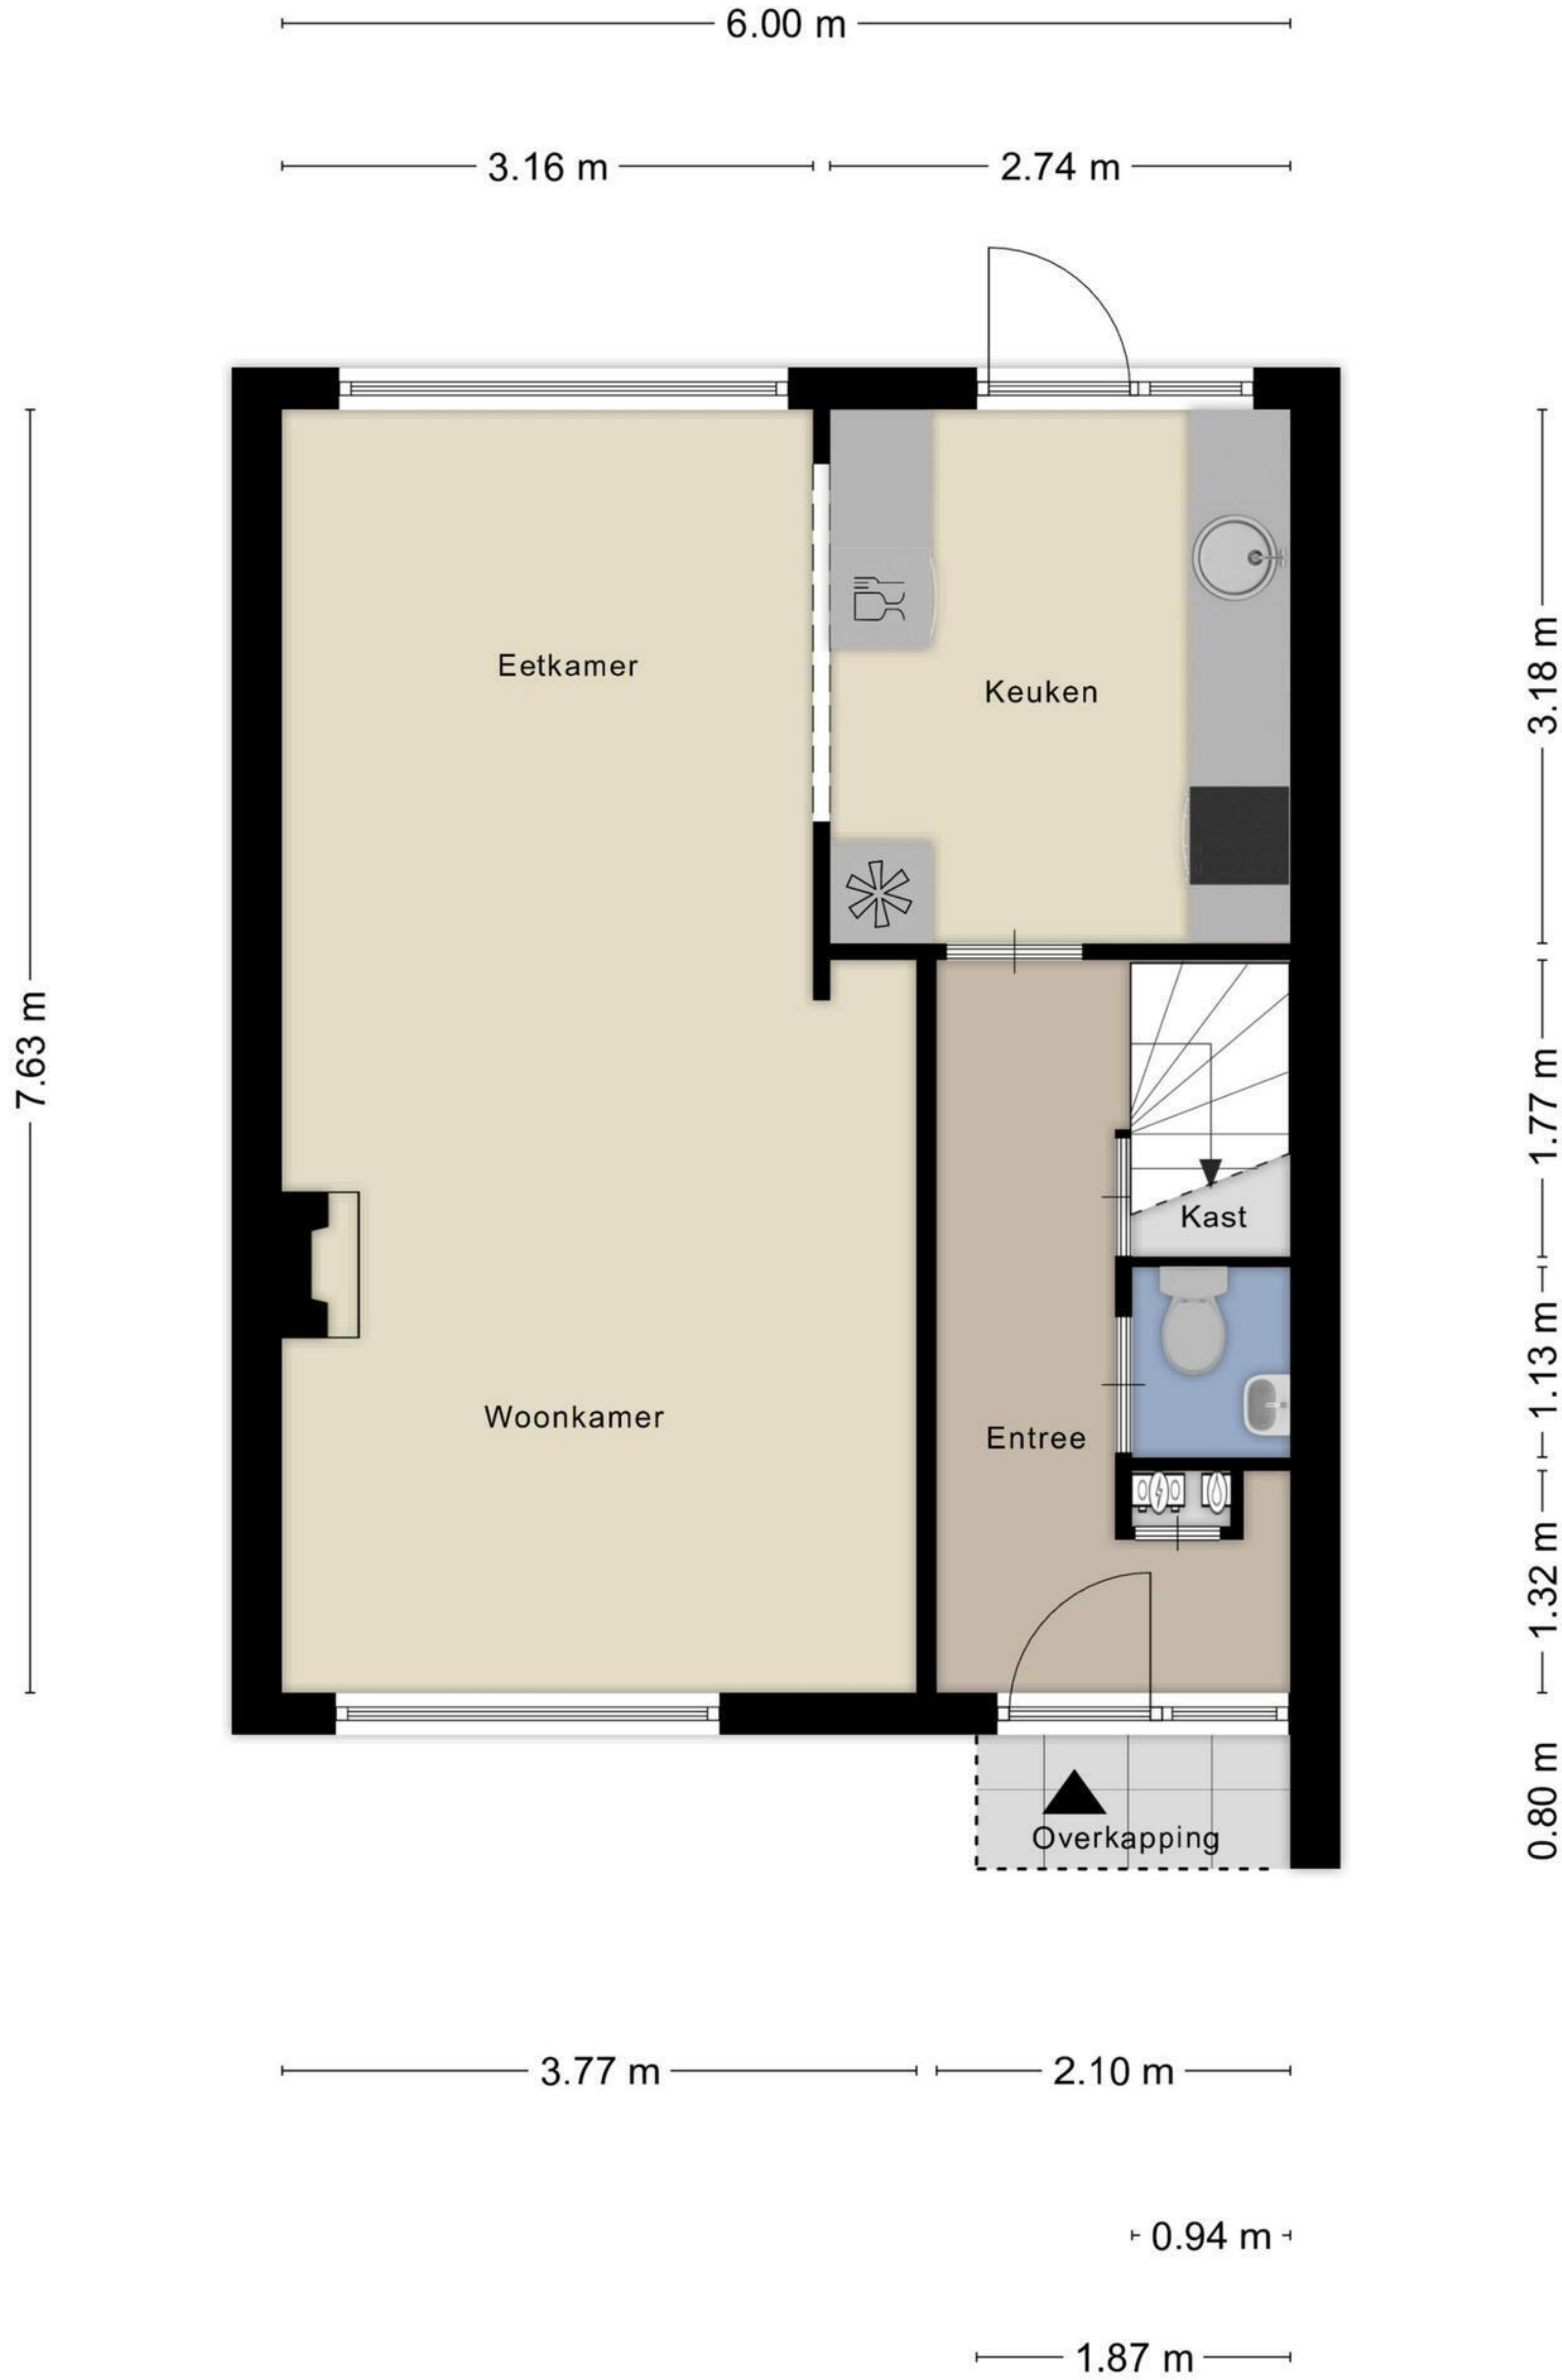 6.00 m
3.16 m
2.74 m
Eetkamer
Keuken
3.18 m
7.63 m
1.77 m
Kast
1.13 m
Woonkamer
Entree
1.32 m
0.80 m
Overkapping
3.77 m
2.10 m
0.94 m
1.87 m